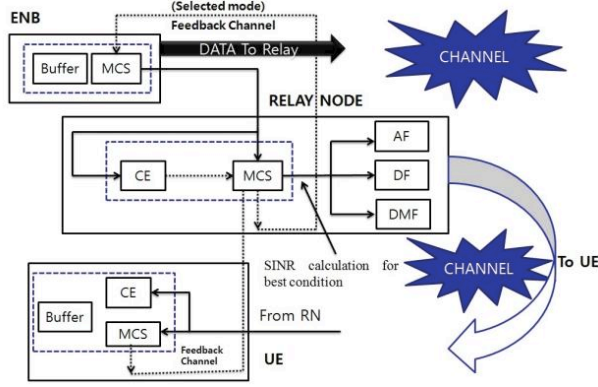 (Selected mode)
ENB
Feedback Channel
DATA To Relay
CHANNEL
Buffer
MCS
RELAY NODE
AF
CE
MCS
DF
DMF
SINR calculation for
best condition
CHANNEL
To UE
CE
Buffer
MCS
From RN
Feedback
Channel
UE